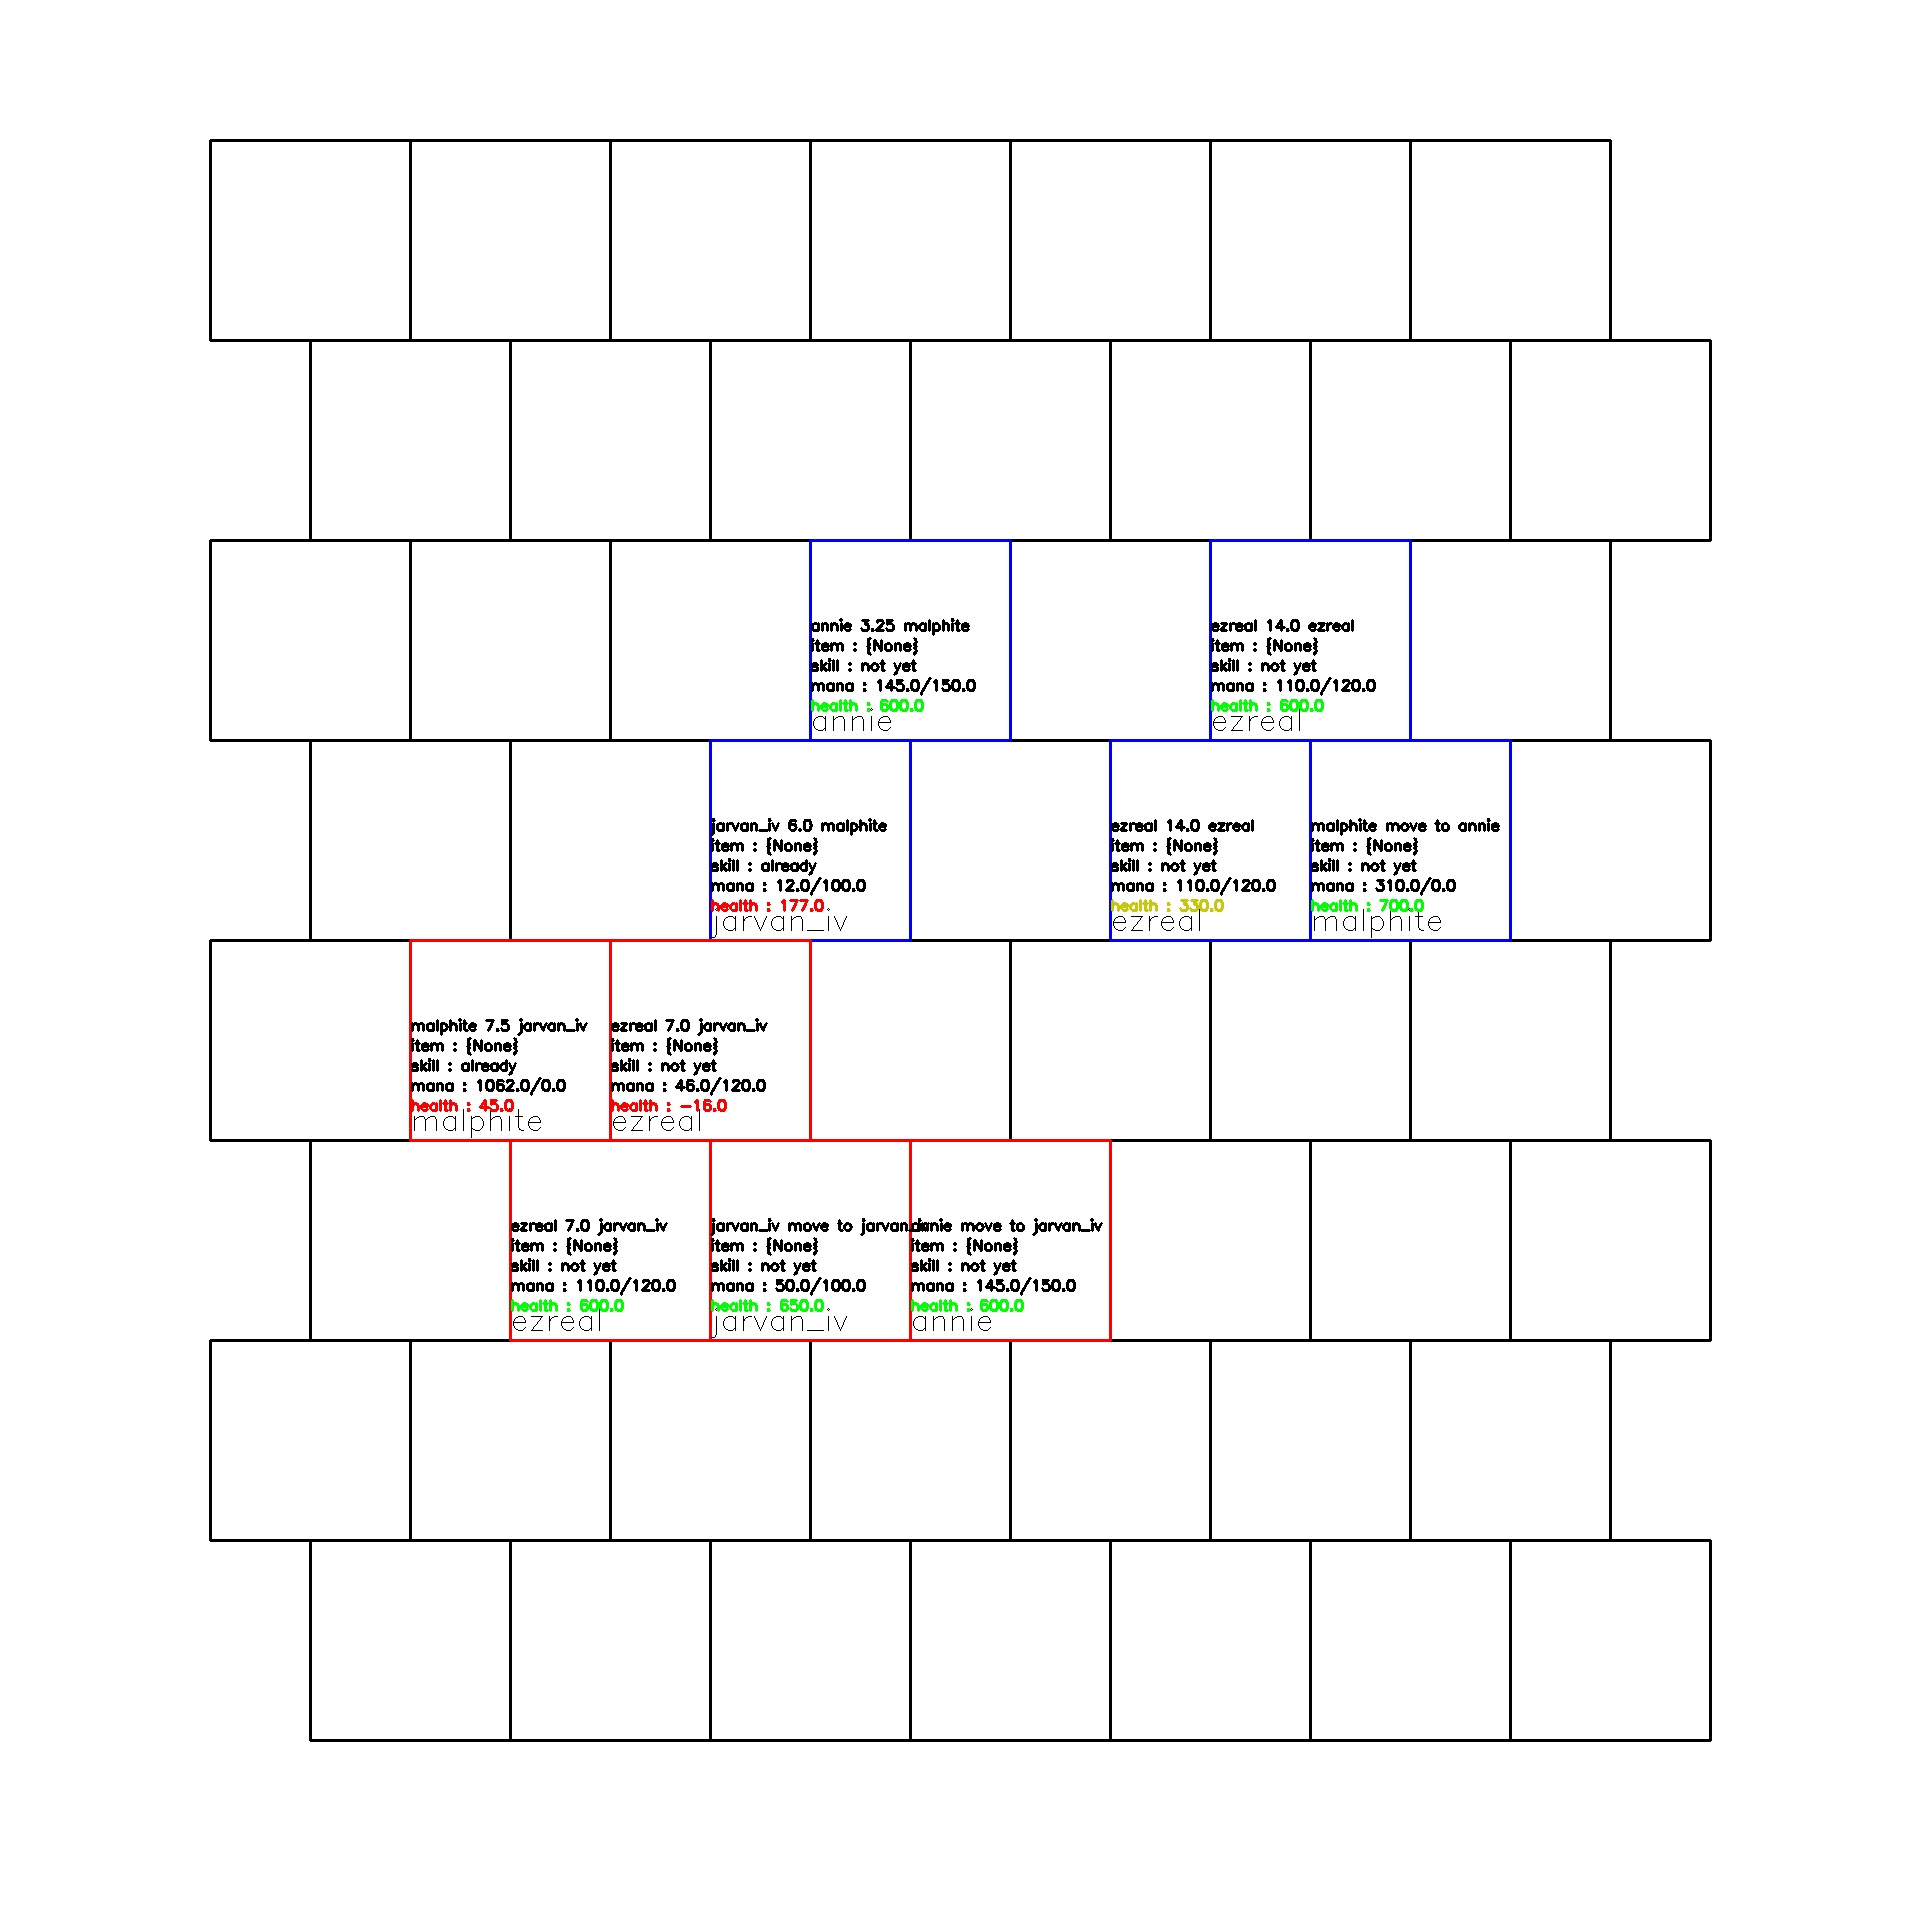 annie 3.25 malphite
item : {None}
skill : not yet
mana : 145.0/150.0
health : 600.0
annie
ezreal 14.0 ezreal
item : {None}
skill : not yet
mana : 110.0/120.0
health : 600.0
ezreal
jarvan_iv 6.0 malphite
item : {None}
skill : already
mana : 12.0/100.0
health : 177.0
jarvan_iv
ezreal 14.0 ezreal
item : {None}
skill : not yet
mana : 110.0/120.0
health : 330.0
ezreal
malphite move to annie
item : {None}
skill : not yet
mana : 310.0/0.0
health : 700.0
malphite
malphite 7.5 jarvan_iv
item : {None}
skill : already
mana : 1062.0/0.0
health : 45.0
malphite
ezreal 7.0 jarvan_iv
item : {None}
skill : not yet
mana : 46.0/120.0
health : -16.0
ezreal
ezreal 7.0 jarvan_iv
item : {None}
skill : not yet
mana : 110.0/120.0
health : 600.0
ezreal
jarvan_iv move to jarvan_iv
item : {None}
skill : not yet
mana : 50.0/100.0
health : 650.0
jarvan_iv
annie move to jarvan_iv
item : {None}
skill : not yet
mana : 145.0/150.0
health : 600.0
annie